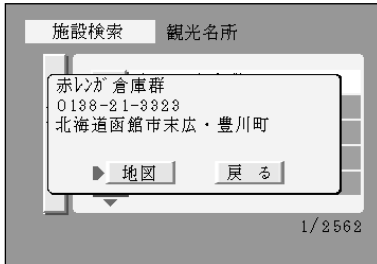 施設検索 観光名所
赤ﾚﾝｶﾞ倉庫群
0138-21-3323
北海道函館市末広・豊川町
地図 戻る
1/2562